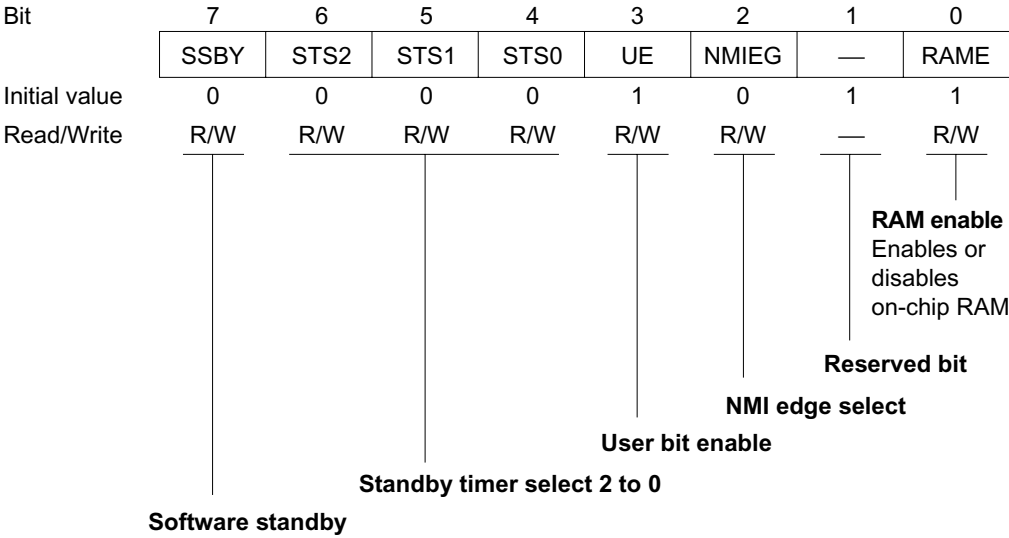 Bit 7 6 5 4 3 2 1 0
SSBY STS2 STS1 STS0 UE NMIEG — RAME
Initial value 0 0 0 0 1 0 1 1
Read/Write R/W R/W R/W R/W R/W R/W — R/W
RAM enable
Enables or
disables
on-chip RAM
Reserved bit
NMI edge select
User bit enable
Standby timer select 2 to 0
Software standby